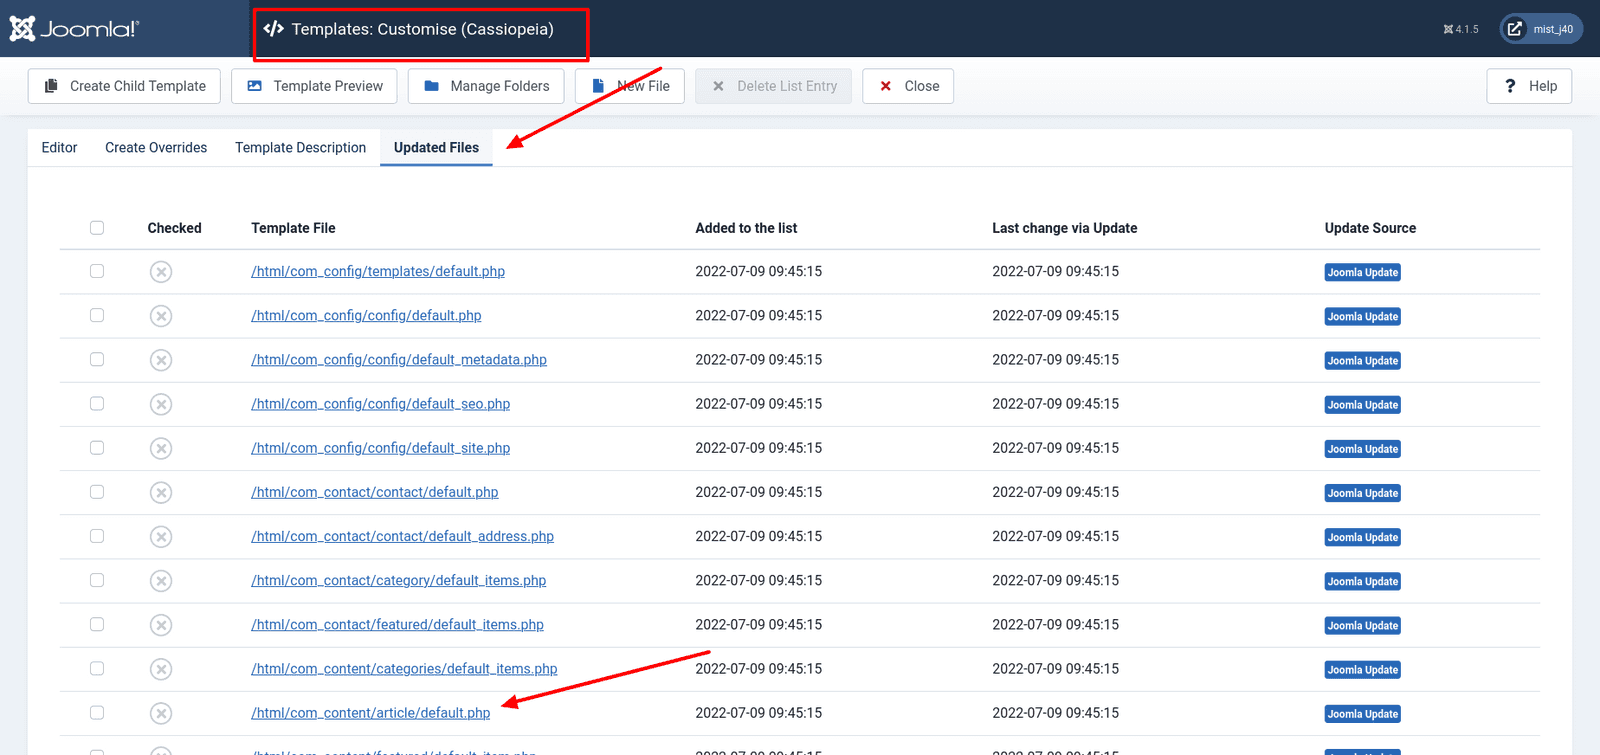 Joomla!®
Templates: Customise (Cassiopeia)
4.1.5
mist_j40
Create Child Template
Template Preview
Manage Folders
New File
Delete List Entry
Close
? Help
Editor
Create Overrides
Template Description
Updated Files
Checked Template File Added to the list Last change via Update Update Source
/html/com_config/templates/default.php 2022-07-09 09:45:15 2022-07-09 09:45:15 Joomla Update
/html/com_config/config/default.php 2022-07-09 09:45:15 2022-07-09 09:45:15 Joomla Update
/html/com_config/config/default_metadata.php 2022-07-09 09:45:15 2022-07-09 09:45:15 Joomla Update
/html/com_config/config/default_seo.php 2022-07-09 09:45:15 2022-07-09 09:45:15 Joomla Update
/html/com_config/config/default_site.php 2022-07-09 09:45:15 2022-07-09 09:45:15 Joomla Update
/html/com_contact/contact/default.php 2022-07-09 09:45:15 2022-07-09 09:45:15 Joomla Update
/html/com_contact/contact/default_address.php 2022-07-09 09:45:15 2022-07-09 09:45:15 Joomla Update
/html/com_contact/category/default_items.php 2022-07-09 09:45:15 2022-07-09 09:45:15 Joomla Update
/html/com_contact/featured/default_items.php 2022-07-09 09:45:15 2022-07-09 09:45:15 Joomla Update
/html/com_content/categories/default_items.php 2022-07-09 09:45:15 2022-07-09 09:45:15 Joomla Update
/html/com_content/article/default.php 2022-07-09 09:45:15 2022-07-09 09:45:15 Joomla Update